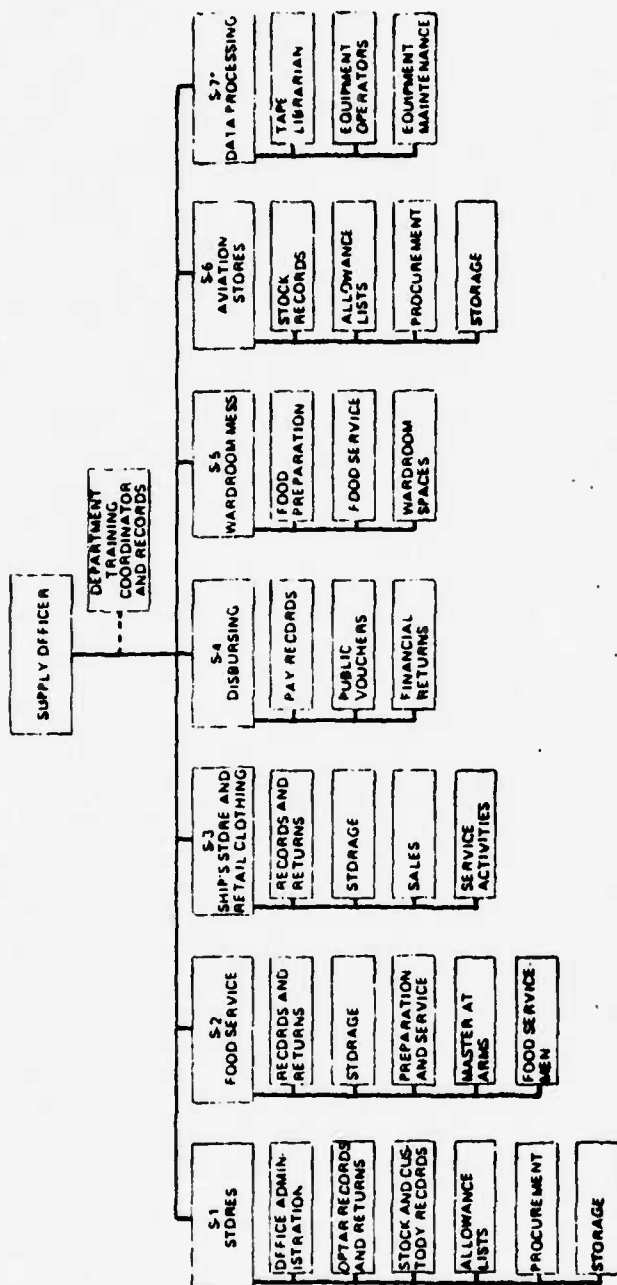 SUPPLY OFFICER
DEPARTMENT
TRAINING
COORDINATOR
AND RECORDS
S-1
STORES
OFFICE ADMIN-
ISTRATION
OPTAR RECORDS
AND RETURNS
STOCK AND CUS-
TODY RECORDS
ALLOWANCE
LISTS
PROCUREMENT
STORAGE
S-2
FOOD SERVICE
RECORDS AND
RETURNS
STORAGE
PREPARATION
AND SERVICE
MASTER AT
ARMS
FOOD SERVICE-
MEN
S-3
SHIP'S STORE AND
RETAIL CLOTHING
RECORDS AND
RETURNS
STORAGE
SALES
SERVICE
ACTIVITIES
S-4
DISBURSING
PAY RECORDS
PUBLIC
VOUCHERS
FINANCIAL
RETURNS
S-5
WARDROOM MESS
FOOD
PREPARATION
FOOD SERVICE
WARDROOM
SPACES
S-6
AVIATION
STORES
STOCK
RECORDS
ALLOWANCE
LISTS
PROCUREMENT
STORAGE
S-7*
DATA PROCESSING
TAPE
LIBRARIAN
EQUIPMENT
OPERATORS
EQUIPMENT
MAINTENANCE